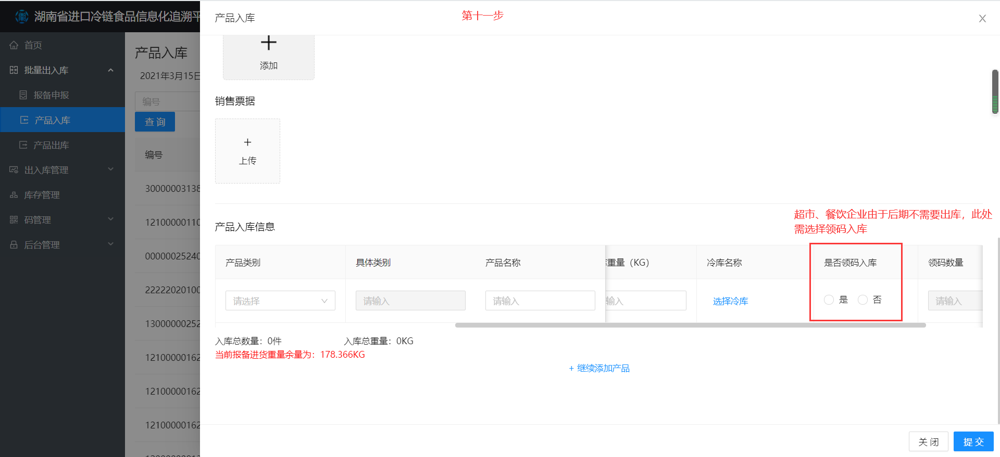 湖南省进口冷链食品信息化追溯平
首页
批量出入库
报备申报
产品入库
产品出库
出入库管理
库存管理
码管理
后台管理
产品入库
2021年3月15日
编号
查 询
编号
30000003138
12100000110
00000025240
22222020100
13000000252
12100000162
12100000162
12100000162
产品入库
第十一步
添加
销售票据
上传
超市、餐饮企业由于后期不需要出库，此处
需选择领码入库
产品入库信息
产品类别 具体类别 产品名称 重量（KG） 冷库名称 是否领码入库 领码数量
请选择 请输入 请输入 输入 选择冷库 是 否 请输入
入库总数量：0件 入库总重量：0KG
当前报备进货重量余量为：178.366KG
+ 继续添加产品
关 闭 提 交